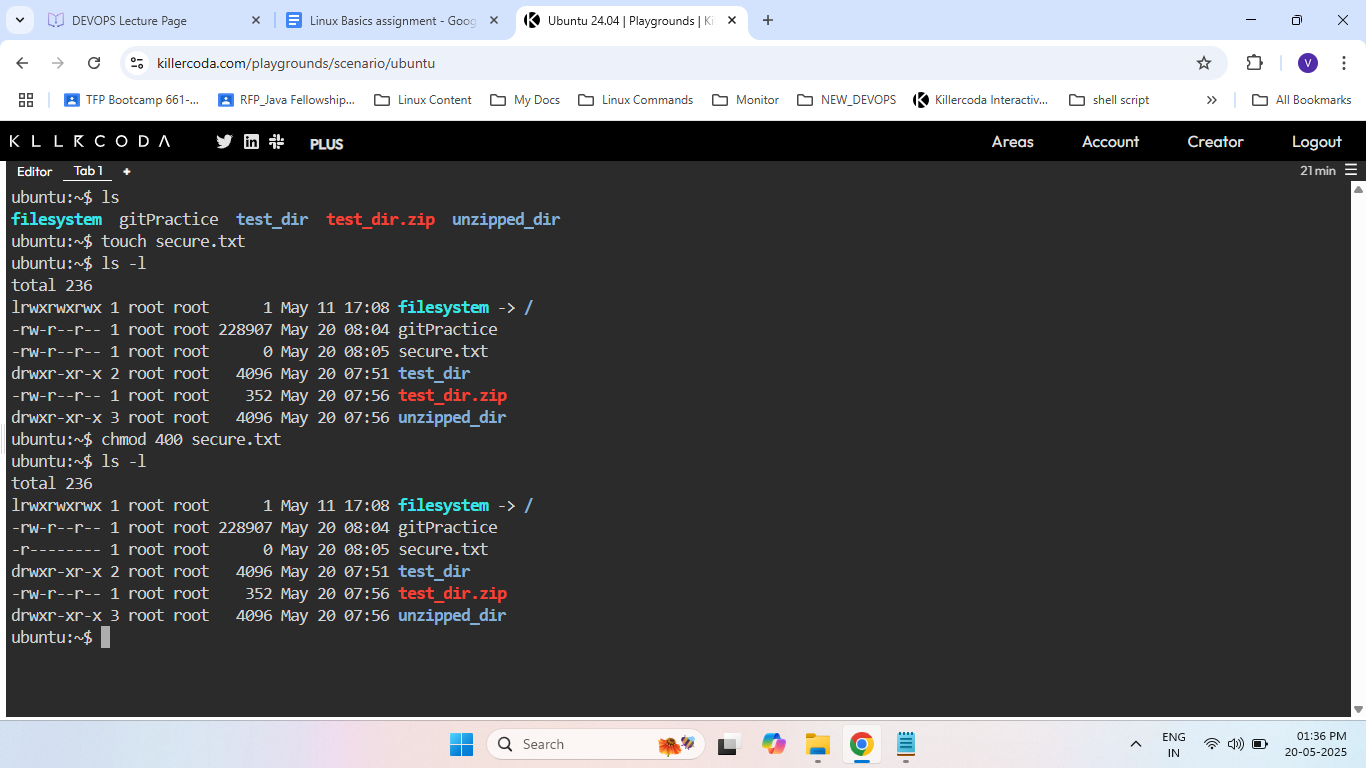 DEVOPS Lecture Page
Linux Basics assignment - Goog
Ubuntu 24.04 | Playgrounds | Ki
killercoda.com/playgrounds/scenario/ubuntu
V
TFP Bootcamp 661-...
RFP_Java Fellowship...
Linux Content
My Docs
Linux Commands
Monitor
NEW_DEVOPS
Killercoda Interactiv...
shell script
All Bookmarks
KLLRCODA
PLUS
Areas
Account
Creator
Logout
Editor Tab 1 +
21 min
ubuntu:~$ ls
filesystem gitPractice test_dir test_dir.zip unzipped_dir
ubuntu:~$ touch secure.txt
ubuntu:~$ ls -l
total 236
lrwxrwxrwx 1 root root 1 May 11 17:08 filesystem -> /
-rw-r--r-- 1 root root 228907 May 20 08:04 gitPractice
-rw-r--r-- 1 root root 0 May 20 08:05 secure.txt
drwxr-xr-x 2 root root 4096 May 20 07:51 test_dir
-rw-r--r-- 1 root root 352 May 20 07:56 test_dir.zip
drwxr-xr-x 3 root root 4096 May 20 07:56 unzipped_dir
ubuntu:~$ chmod 400 secure.txt
ubuntu:~$ ls -l
total 236
lrwxrwxrwx 1 root root 1 May 11 17:08 filesystem -> /
-rw-r--r-- 1 root root 228907 May 20 08:04 gitPractice
-r-------- 1 root root 0 May 20 08:05 secure.txt
drwxr-xr-x 2 root root 4096 May 20 07:51 test_dir
-rw-r--r-- 1 root root 352 May 20 07:56 test_dir.zip
drwxr-xr-x 3 root root 4096 May 20 07:56 unzipped_dir
ubuntu:~$
Search
ENG
IN
01:36 PM
20-05-2025